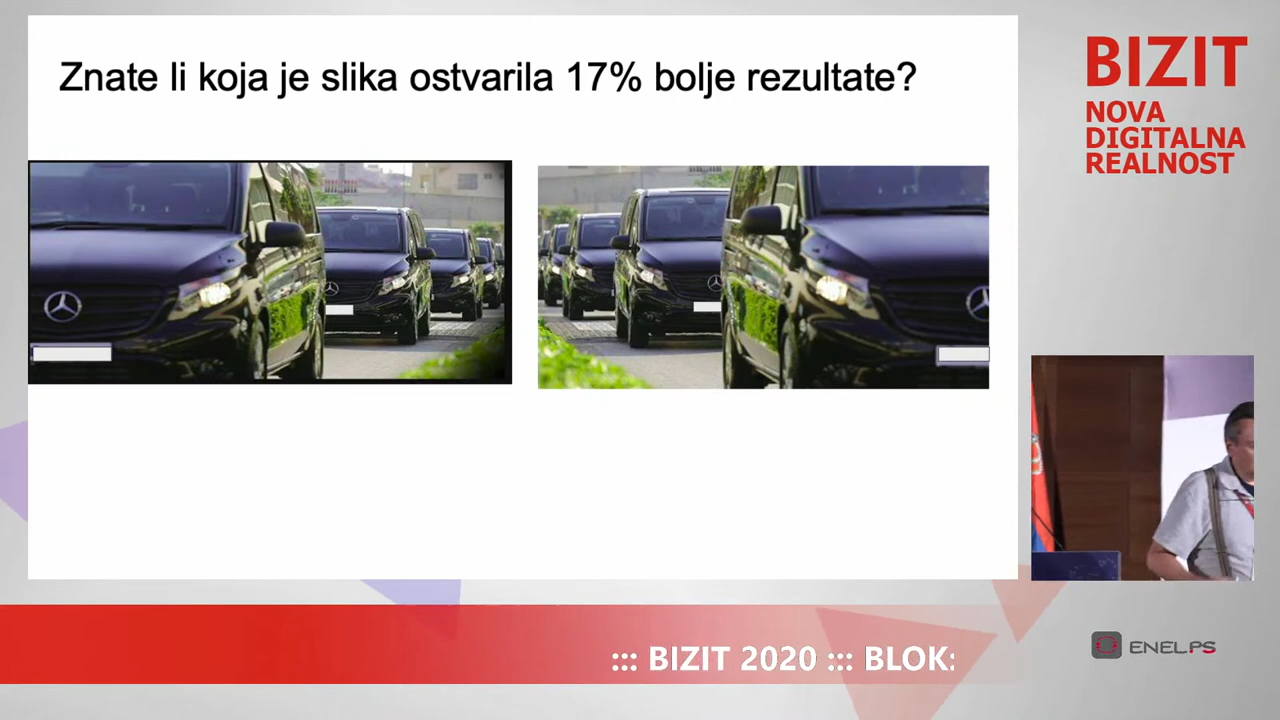 Znate li koja je slika ostvarila 17% bolje rezultate?
BIZIT
NOVA
DIGITALNA
REALNOST
::: BIZIT 2020 ::: BLOK:
ENEL.PS